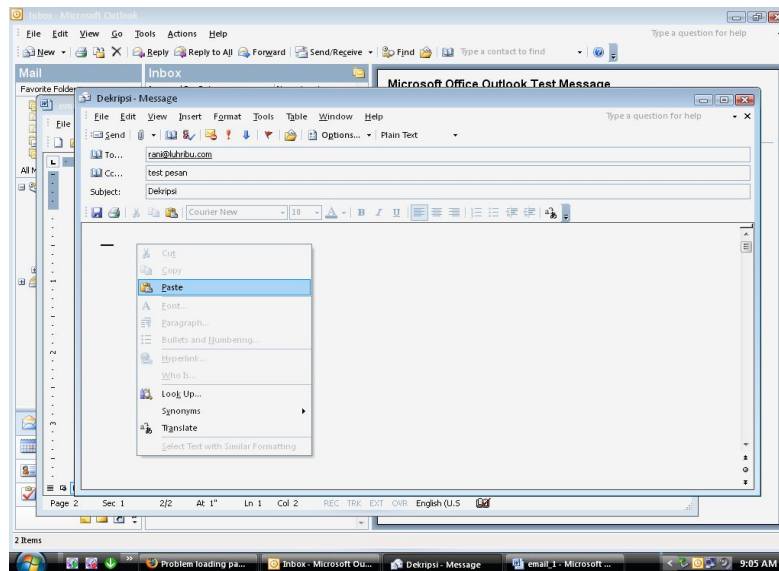 Inbox - Microsoft Outlook
File Edit View Go Tools Actions Help Type a question for help
New Reply Reply to All Forward Send/Receive Find Type a contact to find
Mail Inbox
Favorite Folder Microsoft Office Outlook Test Message
Dekripsi - Message
File
File Edit View Insert Format Tools Table Window Help Type a question for help
Send Options... Plain Text
To... rani@luhribu.com
All M
Cc... test pesan
Subject: Dekripsi
Courier New 10 A B I U
Cut
Copy
Paste
Font...
Paragraph...
Bullets and Numbering...
Hyperlink...
Who Is...
Look Up...
Synonyms
Translate
Select Text with Similar Formatting
Page 2 Sec 1 2/2 At 1" Ln 1 Col 2 REC TRK EXT OVR English (U.S
2 Items
Problem loading pa... Inbox - Microsoft Ou... Dekripsi - Message email_1 - Microsoft ... 9:05 AM